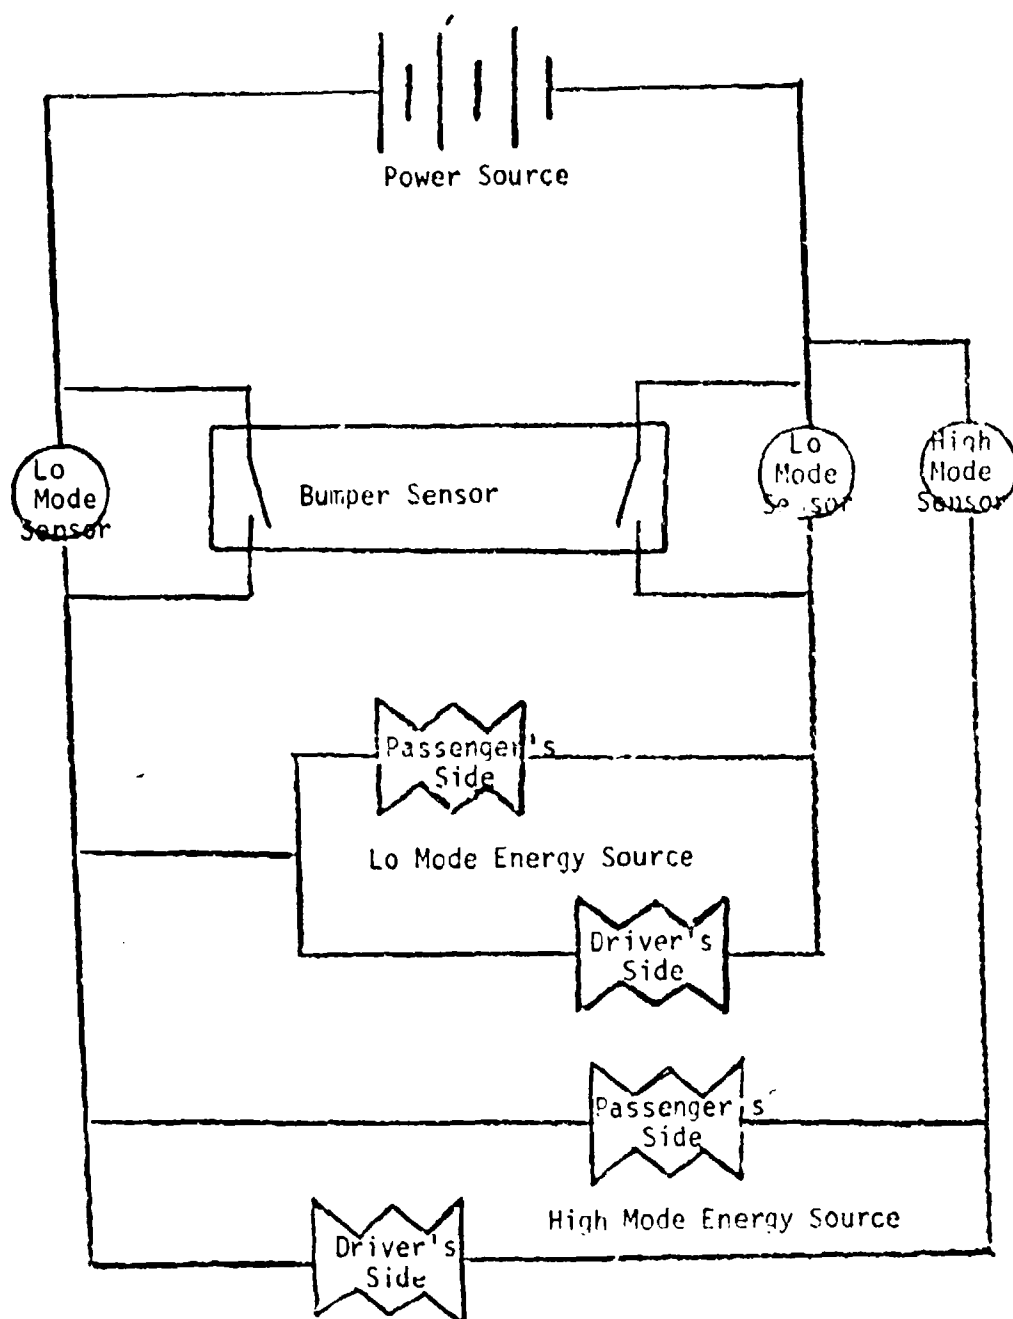 Power Source
Lo
Mode
Sensor
Bumper Sensor
Lo
Mode
High
Mode
Sensor
Passenger's
Side
Lo Mode Energy Source
Driver's
Side
Passenger's
Side
High Mode Energy Source
Driver's
Side